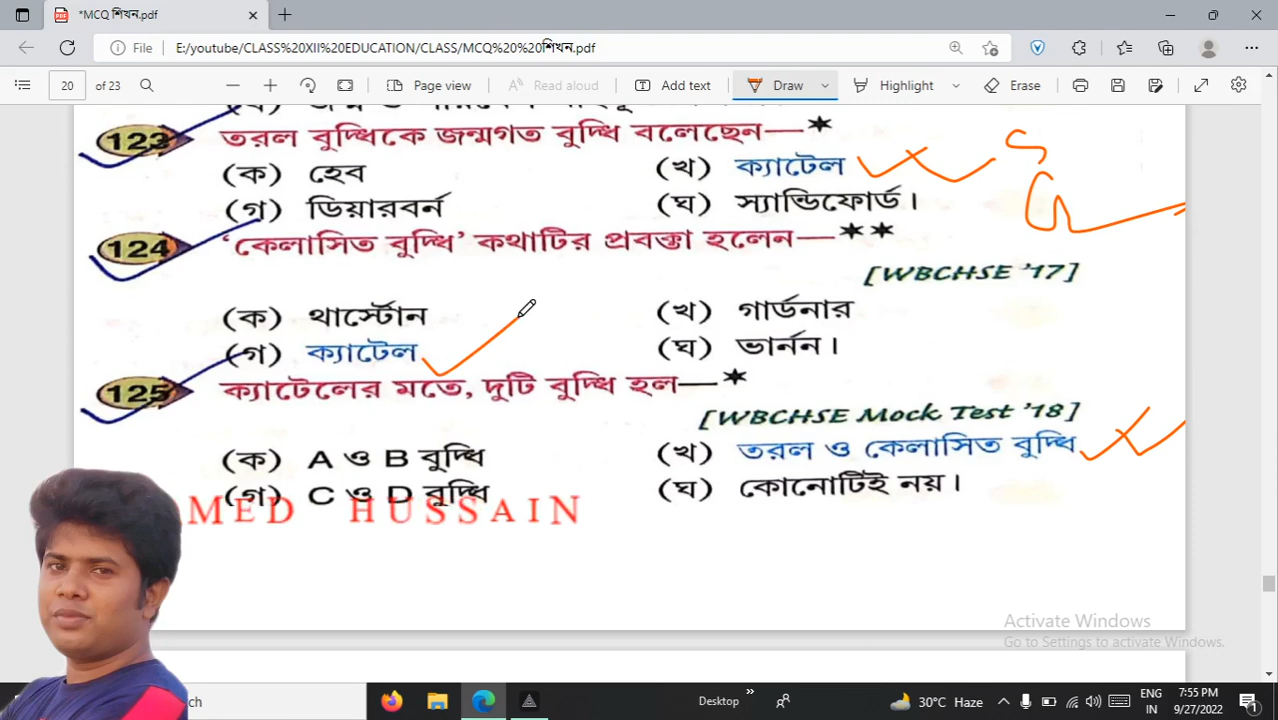 *MCQ শিখন.pdf
File E:/youtube/CLASS%20XII%20EDUCATION/CLASS/MCQ%20%20শিখন.pdf
20 of 23 Page view Read aloud Add text Draw Highlight Erase
123 তরল বুদ্ধিকে জন্মগত বুদ্ধি বলেছেন—*
(ক) হেব (খ) ক্যাটেল
(গ) ডিয়ারবর্ন (ঘ) স্যান্ডিফোর্ড।
124 'কেলাসিত বুদ্ধি' কথাটির প্রবক্তা হলেন—**
[WBCHSE '17]
(ক) থার্স্টোন (খ) গার্ডনার
(গ) ক্যাটেল (ঘ) ভার্নন।
125 ক্যাটেলের মতে, দুটি বুদ্ধি হল—*
[WBCHSE Mock Test '18]
(ক) A ও B বুদ্ধি (খ) তরল ও কেলাসিত বুদ্ধি
(গ) C ও D বুদ্ধি (ঘ) কোনোটিই নয়।
MED HUSSAIN
Activate Windows
Go to Settings to activate Windows.
rch Desktop 30°C Haze ENG 7:55 PM
IN 9/27/2022